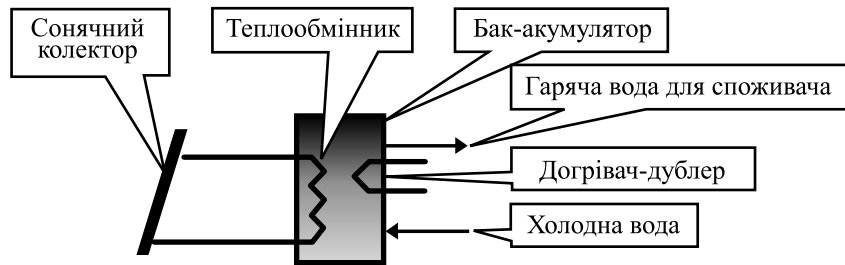 Сонячний
колектор
Теплообмінник
Бак-акумулятор
Гаряча вода для споживача
Догрівач-дублер
Холодна вода